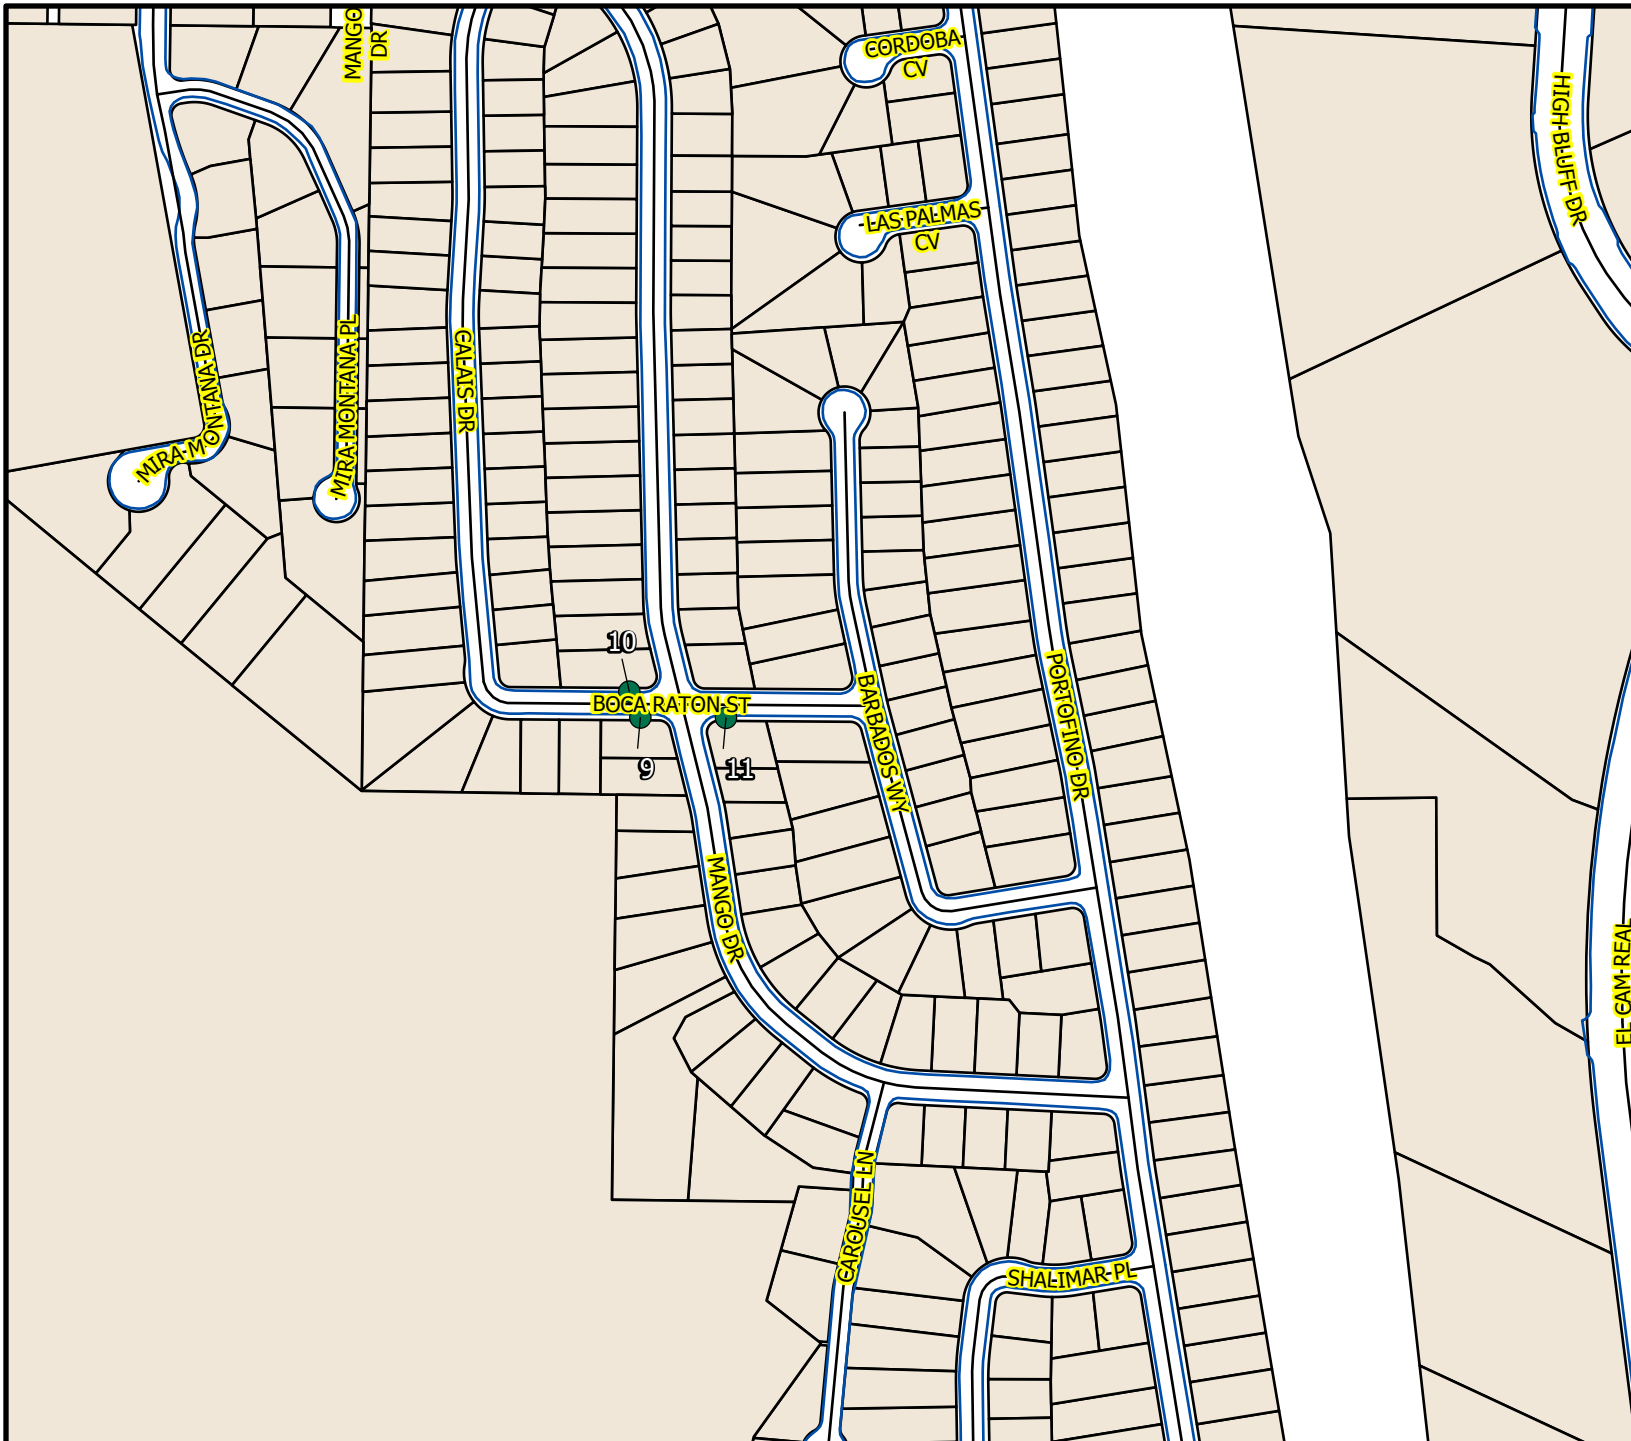 MANGO
DR
CORDOBA
CV
HIGH BLUFF DR
LAS PALMAS
CV
MIRA MONTANA DR
MIRA MONTANA PL
CALAIS DR
10
BOCA RATON ST
9
11
BARBADOS WY
PORTOFINO DR
MANGO DR
EL CAM REAL
CAROUSEL LN
SHALIMAR PL